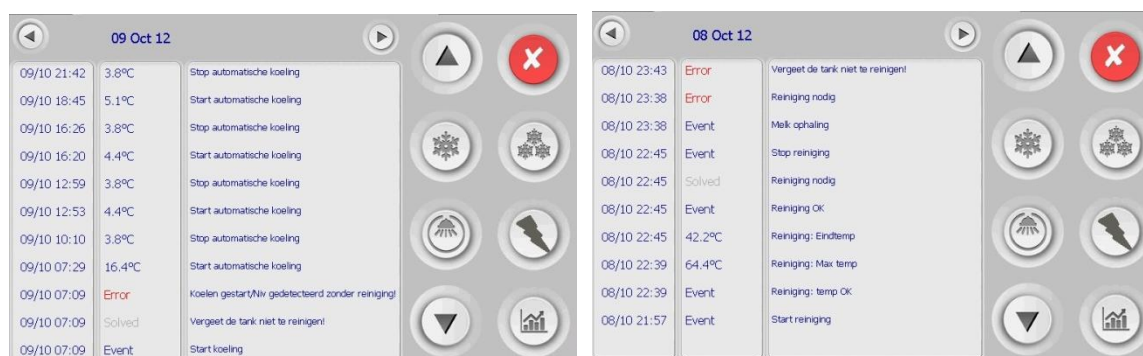 09 Oct 12
09/10 21:42 3.8ºC Stop automatische koeling
09/10 18:45 5.1ºC Start automatische koeling
09/10 16:26 3.8ºC Stop automatische koeling
09/10 16:20 4.4ºC Start automatische koeling
09/10 12:59 3.8ºC Stop automatische koeling
09/10 12:53 4.4ºC Start automatische koeling
09/10 10:10 3.8ºC Stop automatische koeling
09/10 07:29 16.4ºC Start automatische koeling
09/10 07:09 Error Koelen gestart/Niv gedetecteerd zonder reiniging!
09/10 07:09 Solved Vergeet de tank niet te reinigen!
09/10 07:09 Event Start koeling
08 Oct 12
08/10 23:43 Error Vergeet de tank niet te reinigen!
08/10 23:38 Error Reiniging nodig
08/10 23:38 Event Melk ophaling
08/10 22:45 Event Stop reiniging
08/10 22:45 Solved Reiniging nodig
08/10 22:45 Event Reiniging OK
08/10 22:45 42.2ºC Reiniging: Eindtemp
08/10 22:39 64.4ºC Reiniging: Max temp
08/10 22:39 Event Reiniging: temp OK
08/10 21:57 Event Start reiniging